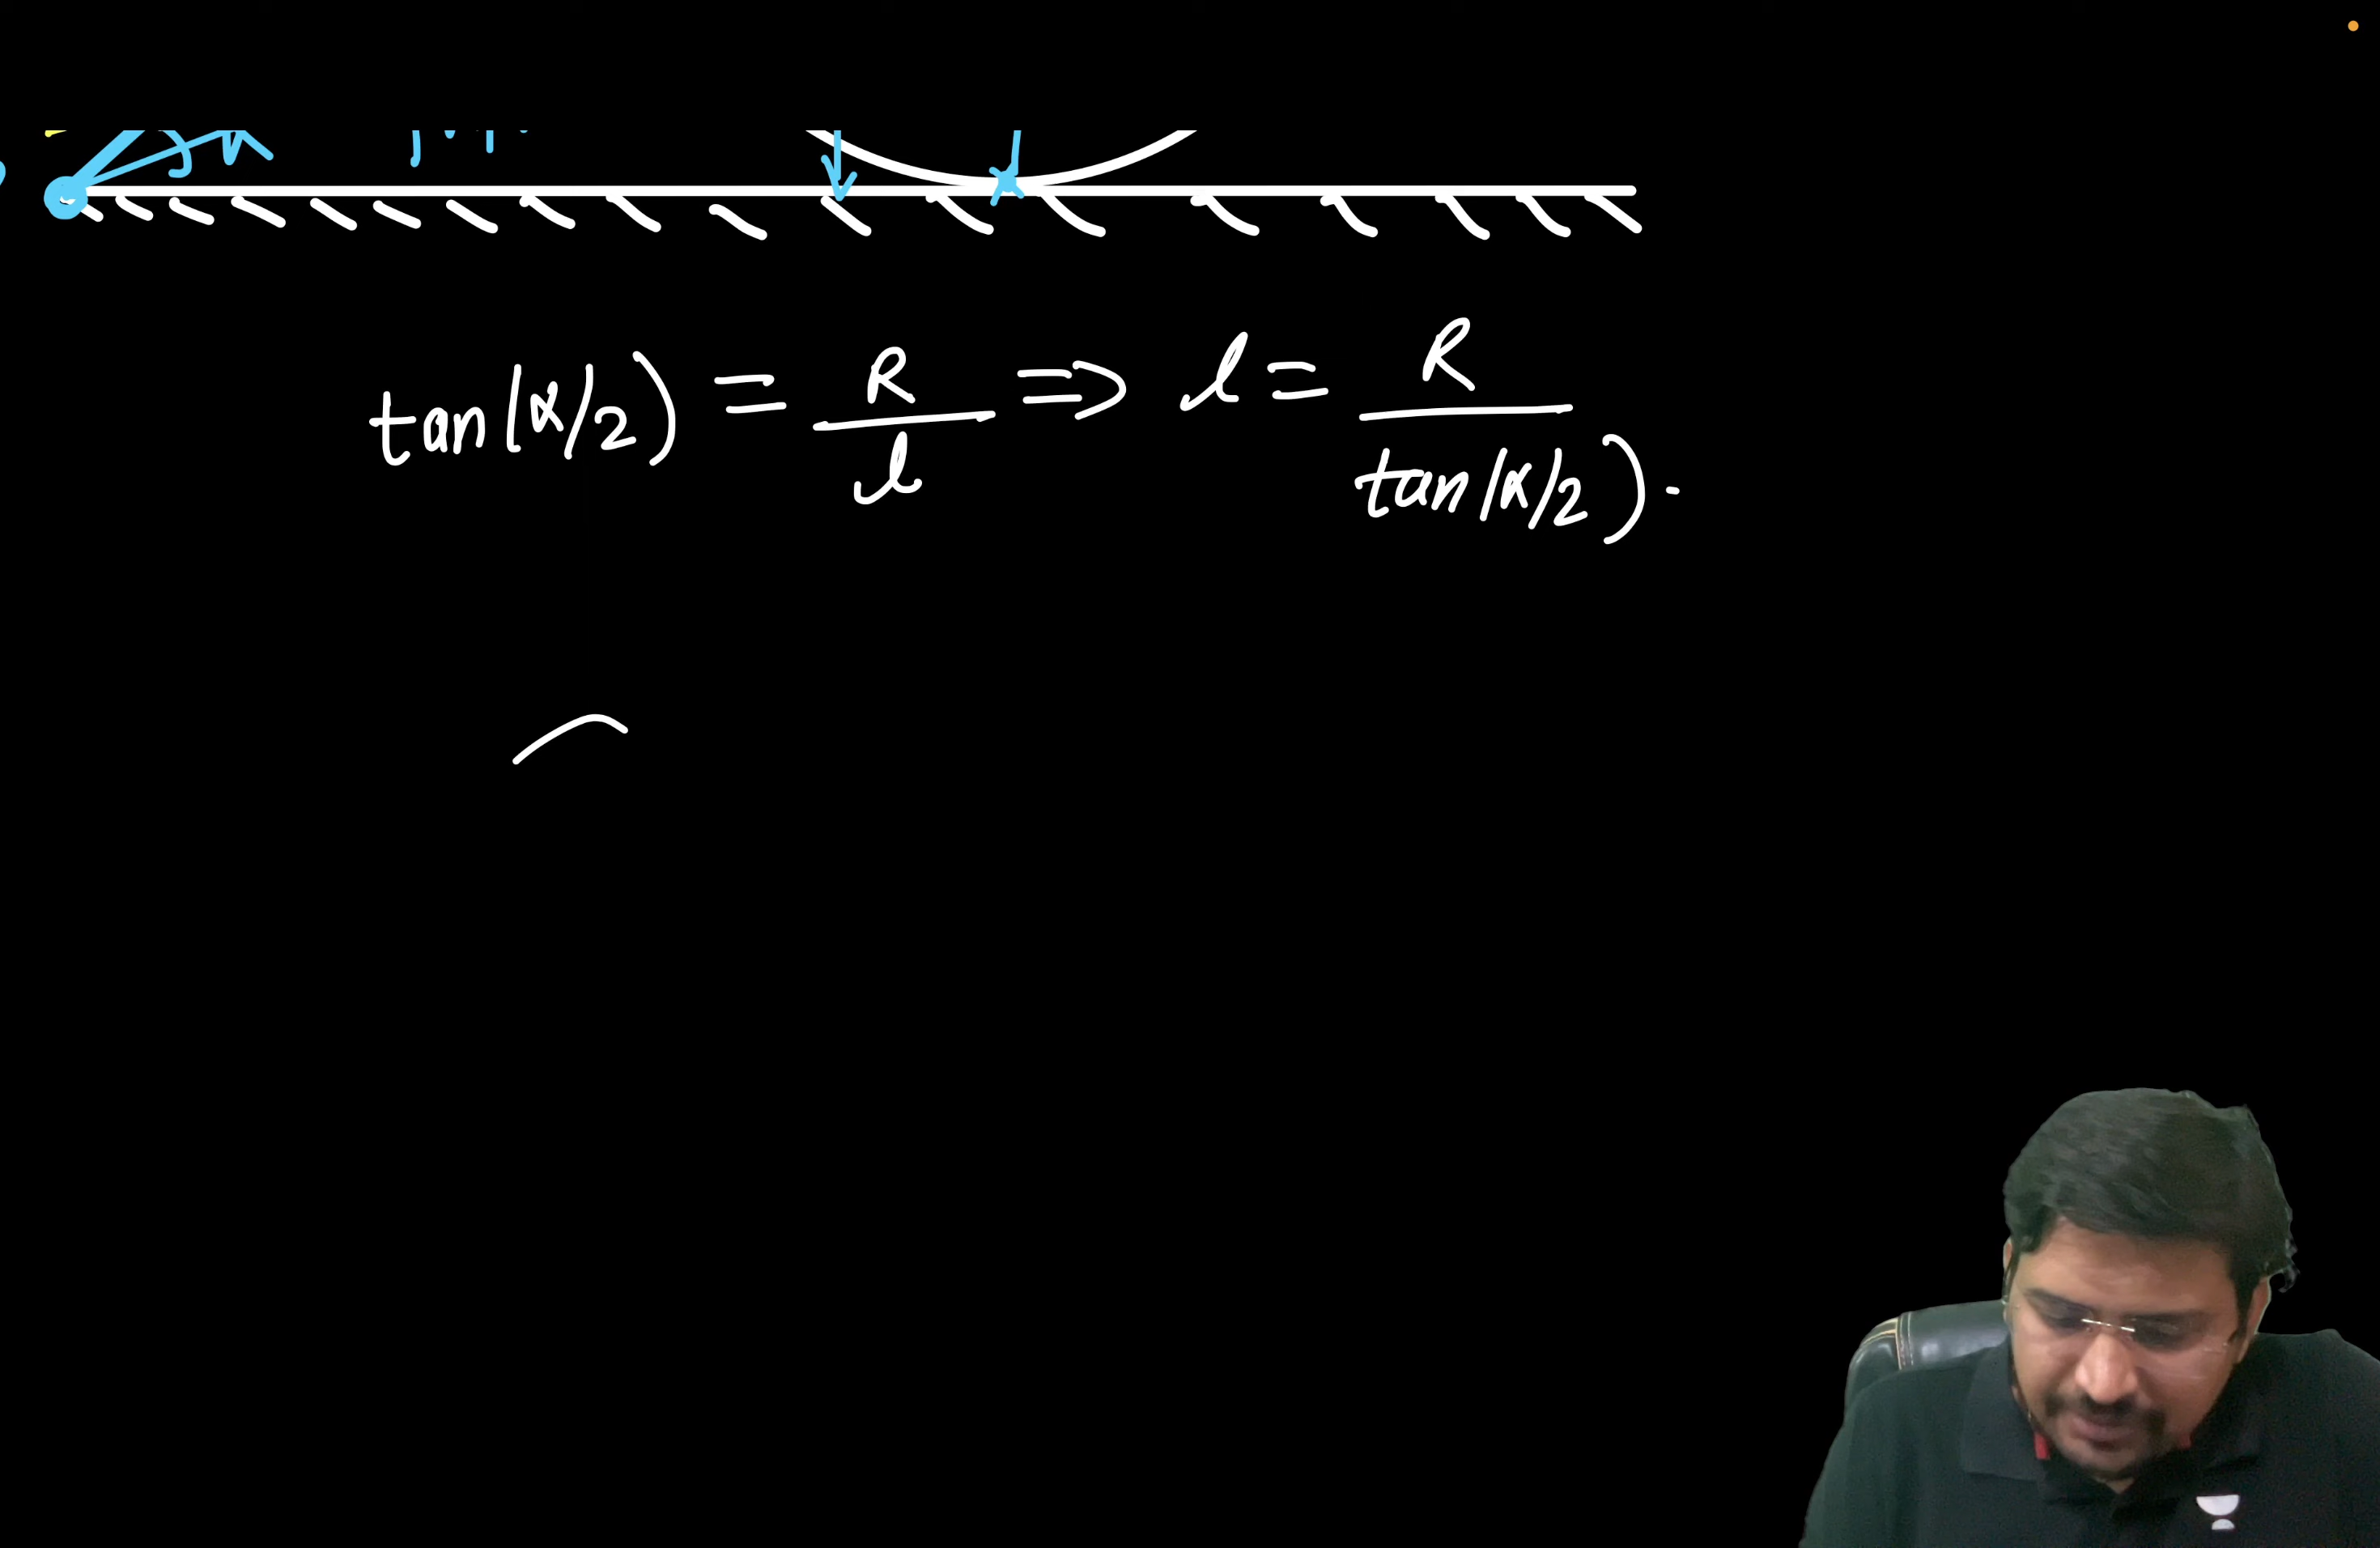 tan(α/2) = R/l ⇒ l = R/tan(α/2).